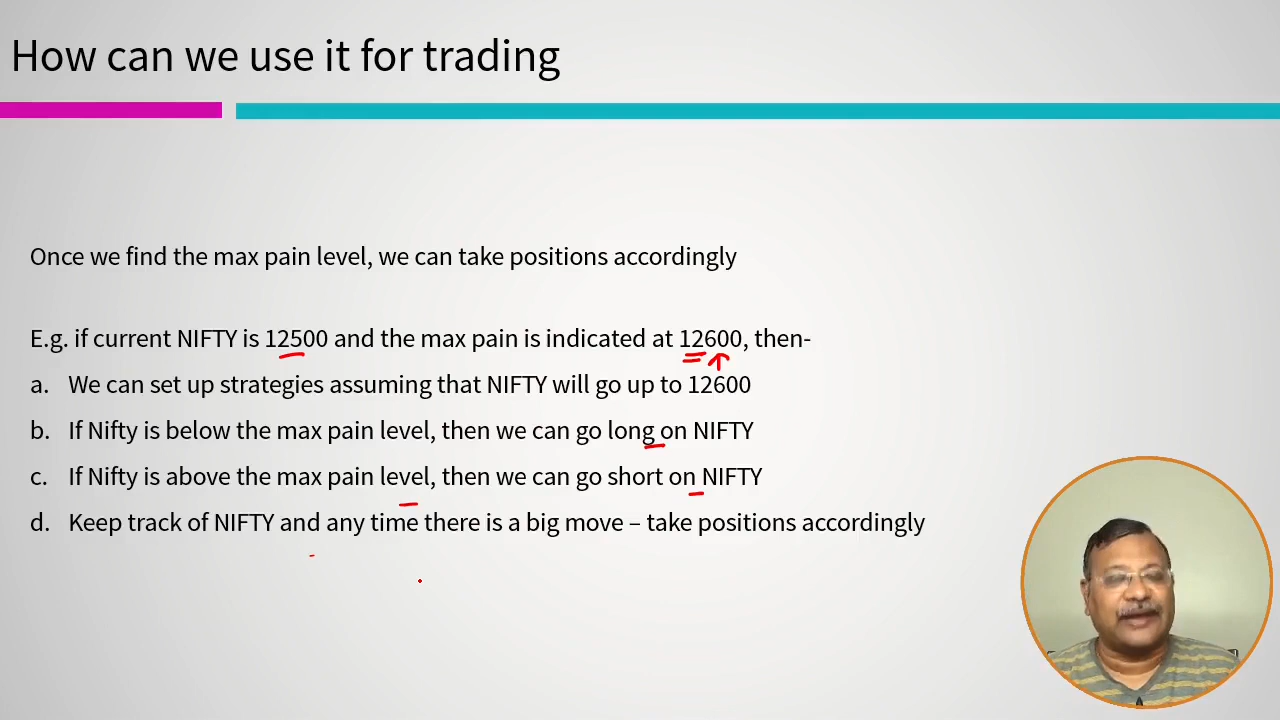 How can we use it for trading
Once we find the max pain level, we can take positions accordingly
E.g. if current NIFTY is 12500 and the max pain is indicated at 12600, then-
a. We can set up strategies assuming that NIFTY will go up to 12600
b. If Nifty is below the max pain level, then we can go long on NIFTY
c. If Nifty is above the max pain level, then we can go short on NIFTY
d. Keep track of NIFTY and any time there is a big move – take positions accordingly